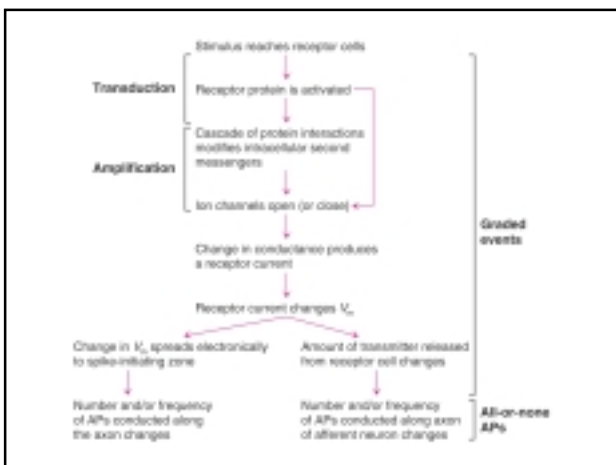 Stimulus reaches receptor cells
Transduction
Receptor protein is activated
Cascade of protein interactions
modifies intracellular second
messengers
Amplification
Ion channels open (or close)
Graded
events
Change in conductance produces
a receptor current
Receptor current changes Vm
Change in Vm spreads electronically
to spike-initiating zone
Amount of transmitter released
from receptor cell changes
Number and/or frequency
of APs conducted along
the axon changes
Number and/or frequency
of APs conducted along axon
of afferent neuron changes
All-or-none
APs